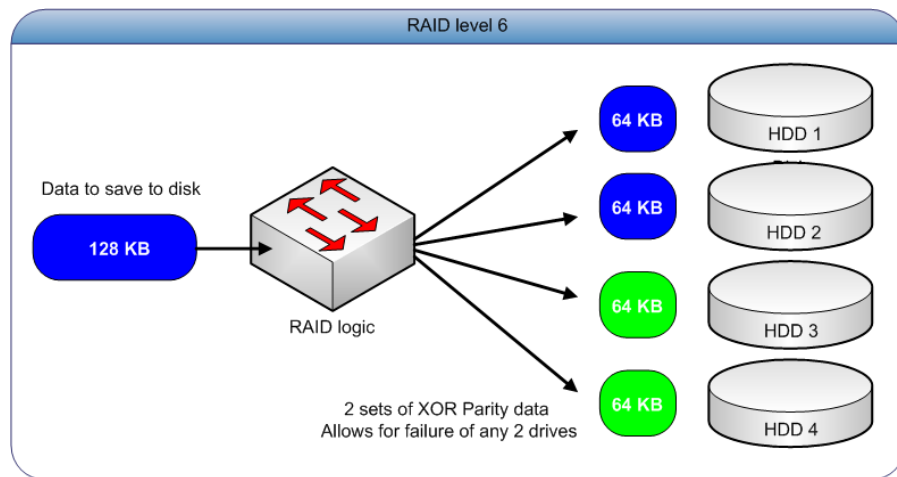 RAID level 6
Data to save to disk
128 KB
RAID logic
64 KB
HDD 1
64 KB
HDD 2
64 KB
HDD 3
64 KB
HDD 4
2 sets of XOR Parity data
Allows for failure of any 2 drives